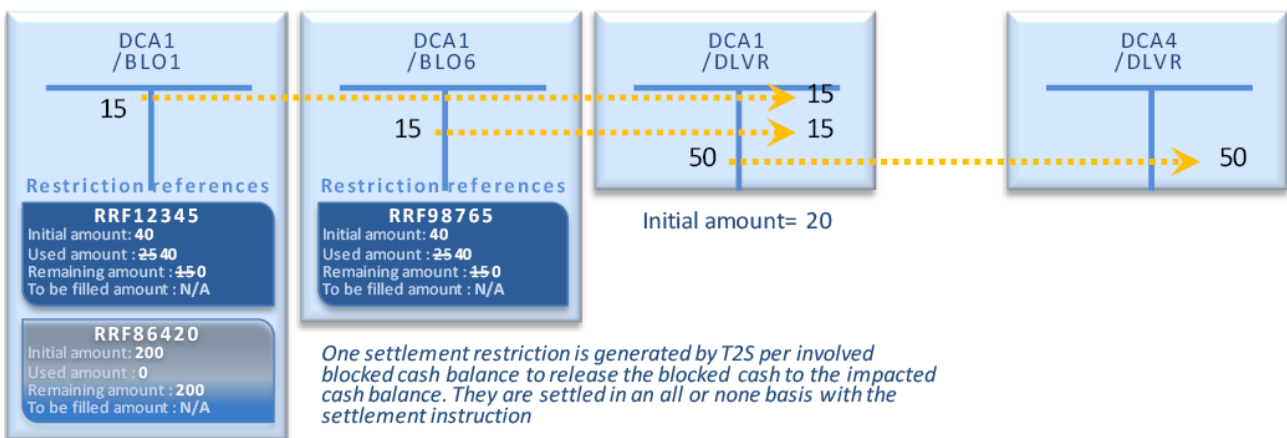 DCA1
/BLO1
15
Restriction references
RRF12345
Initial amount: 40
Used amount : 25 40
Remaining amount : 15 0
To be filled amount : N/A
RRF86420
Initial amount: 200
Used amount : 0
Remaining amount : 200
To be filled amount : N/A
DCA1
/BLO6
15
Restriction references
RRF98765
Initial amount: 40
Used amount : 25 40
Remaining amount : 15 0
To be filled amount : N/A
DCA1
/DLVR
15
15
50
Initial amount= 20
DCA4
/DLVR
50
One settlement restriction is generated by T2S per involved
blocked cash balance to release the blocked cash to the impacted
cash balance. They are settled in an all or none basis with the
settlement instruction